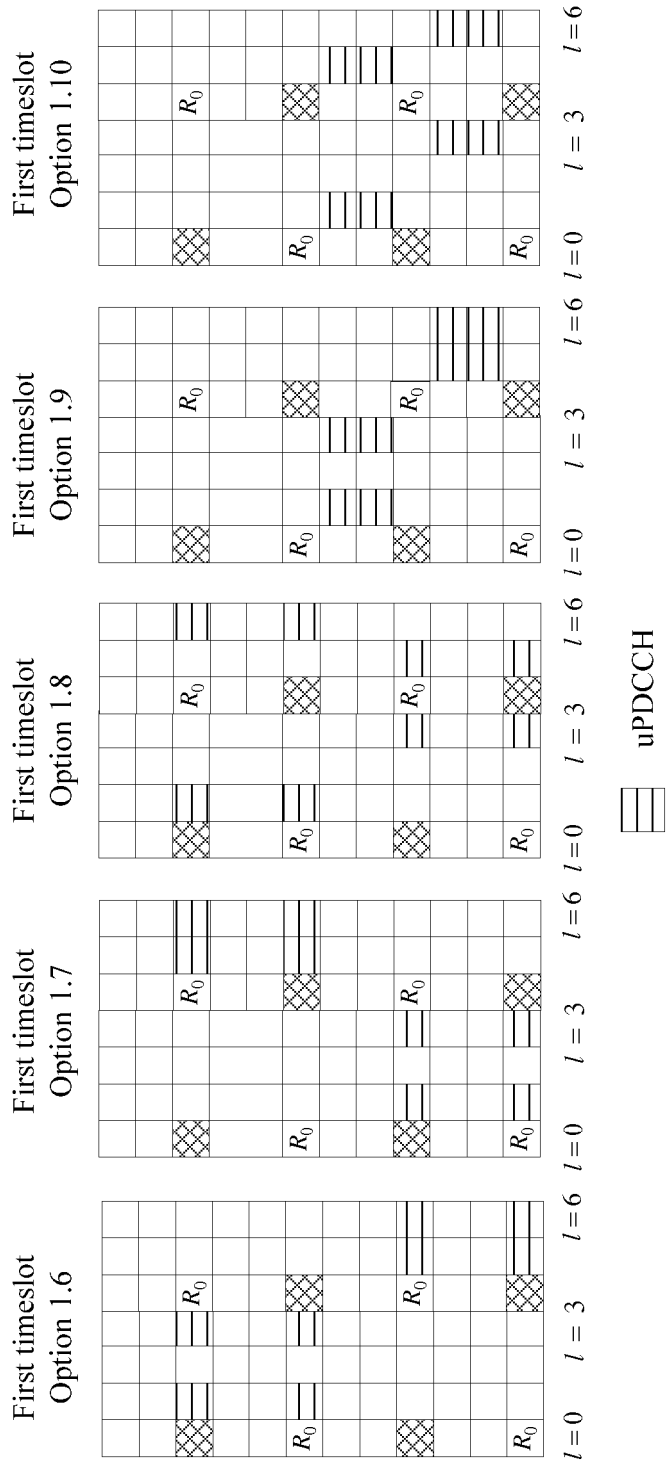 First timeslot
Option 1.6
R₀
R₀
R₀
R₀
l=0 l = 3 l=6
First timeslot
Option 1.7
R₀
R₀
R₀
R₀
l=0 l = 3 l=6
First timeslot
Option 1.8
R₀
R₀
R₀
R₀
l=0 l = 3 l=6
First timeslot
Option 1.9
R₀
R₀
R₀
R₀
l=0 l = 3 l=6
First timeslot
Option 1.10
R₀
R₀
R₀
R₀
l=0 l = 3 l=6
uPDCCH